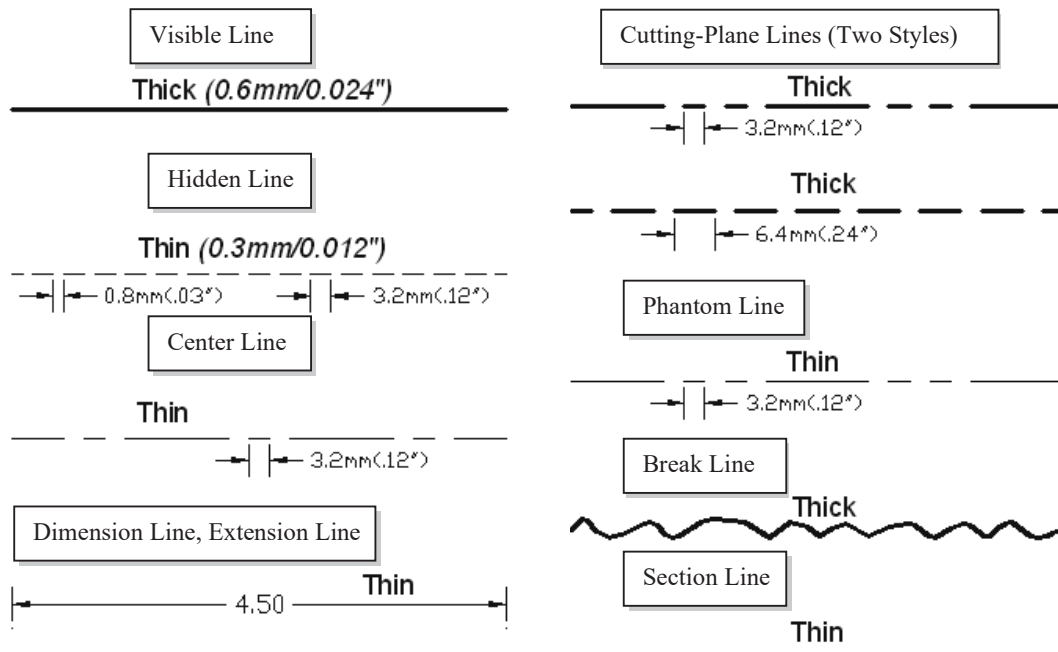 Visible Line
Thick (0.6mm/0.024")
Hidden Line
Thin (0.3mm/0.012")
0.8mm(.03")
3.2mm(.12")
Center Line
Thin
3.2mm(.12")
Dimension Line, Extension Line
Thin
4.50
Cutting-Plane Lines (Two Styles)
Thick
3.2mm(.12")
Thick
6.4mm(.24")
Phantom Line
Thin
3.2mm(.12")
Break Line
Thick
Section Line
Thin